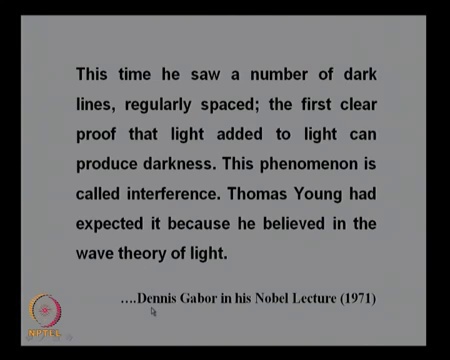 This time he saw a number of dark
lines, regularly spaced; the first clear
proof that light added to light can
produce darkness. This phenomenon is
called interference. Thomas Young had
expected it because he believed in the
wave theory of light.
....Dennis Gabor in his Nobel Lecture (1971)
NPTEL